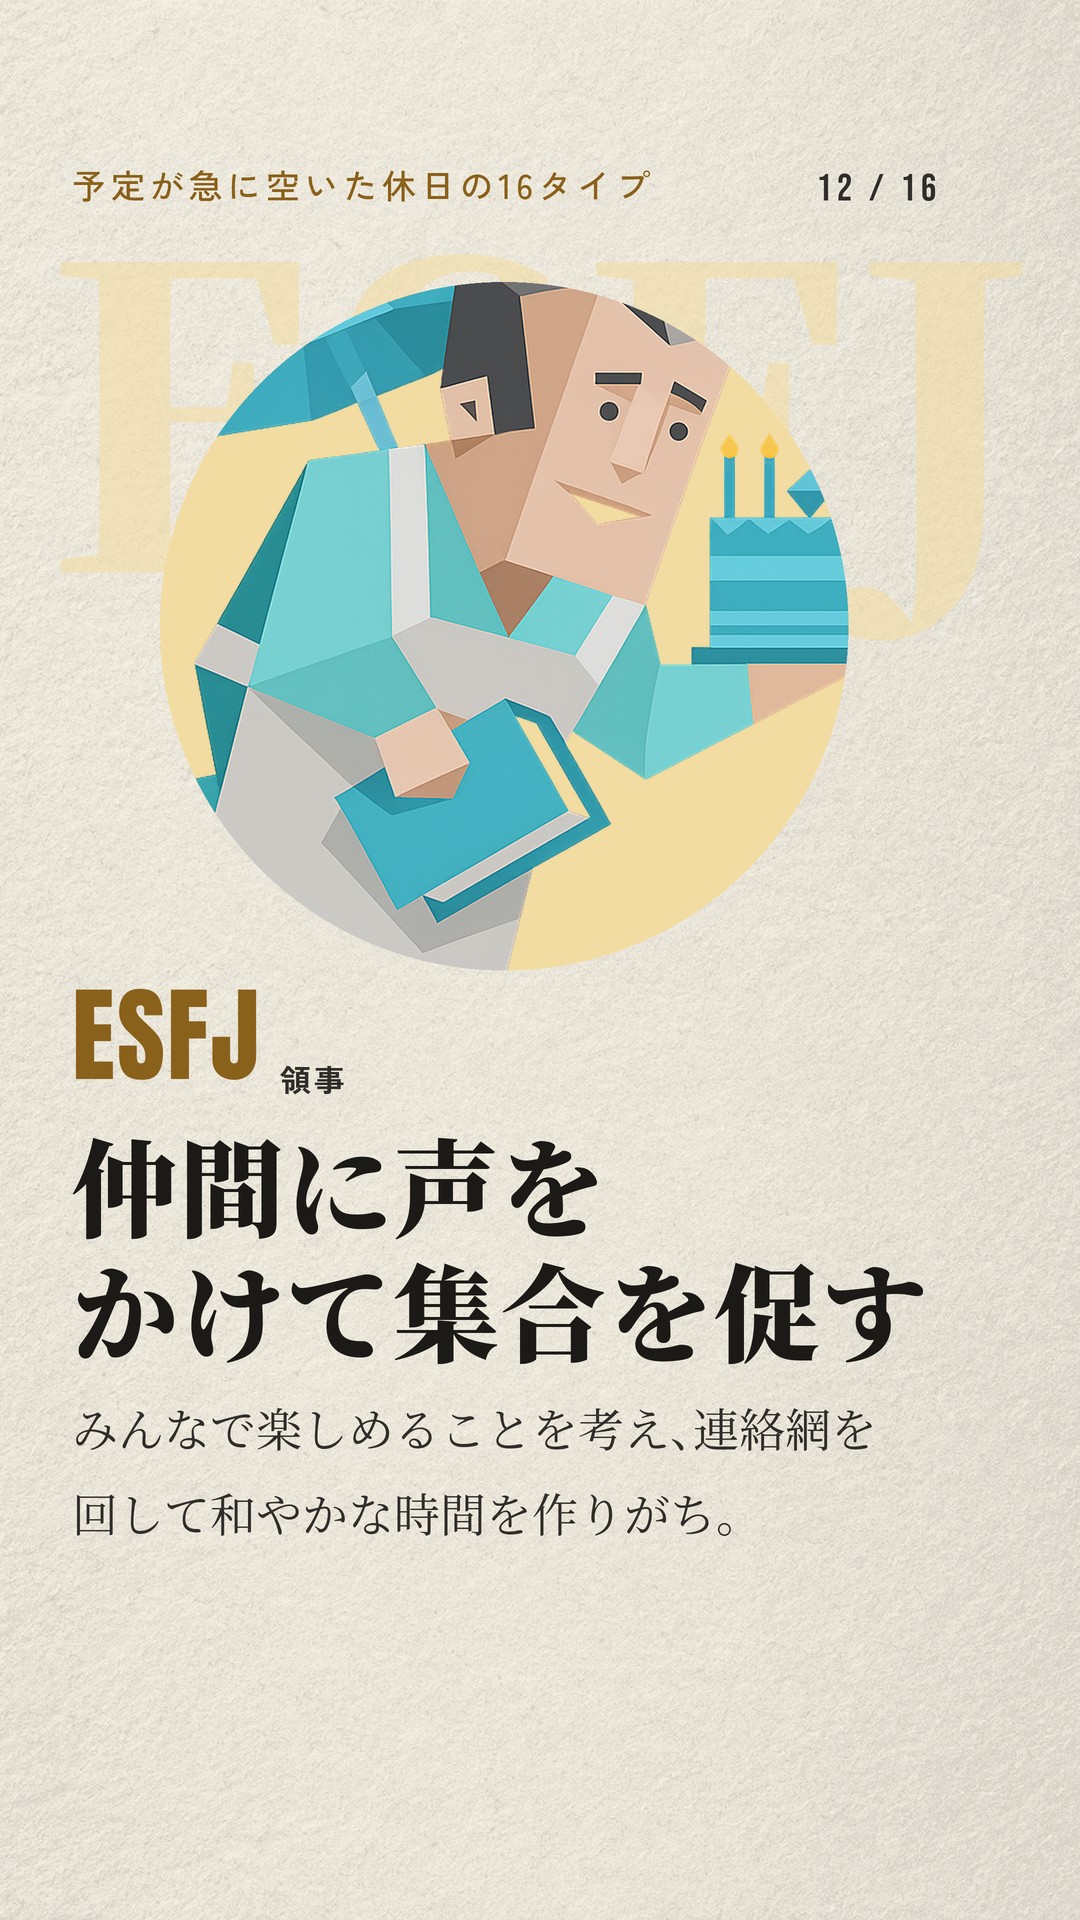 予定が急に空いた休日の16タイプ
12 / 16
ESFJ
ESFJ 領事
仲間に声を
かけて集合を促す
みんなで楽しめることを考え、連絡網を
回して和やかな時間を作りがち。